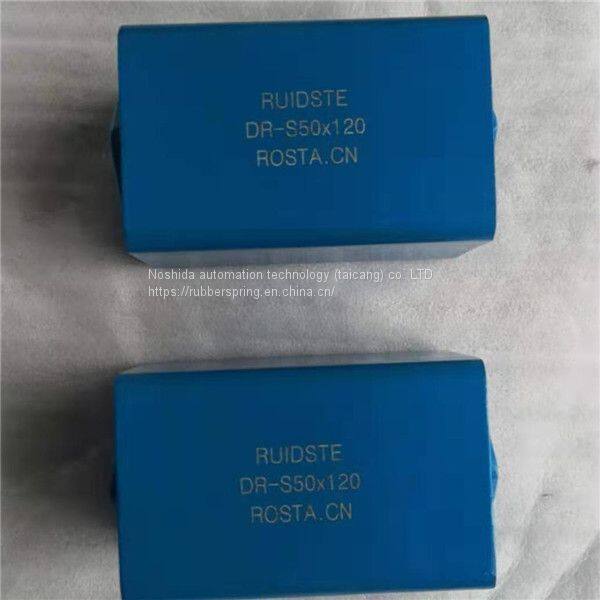 RUIDSTE
DR-S50x120
ROSTA.CN
Noshida automation technology (taicang) co. LTD
https://rubberspring.en.china.cn/
RUIDSTE
DR-S50x120
ROSTA.CN